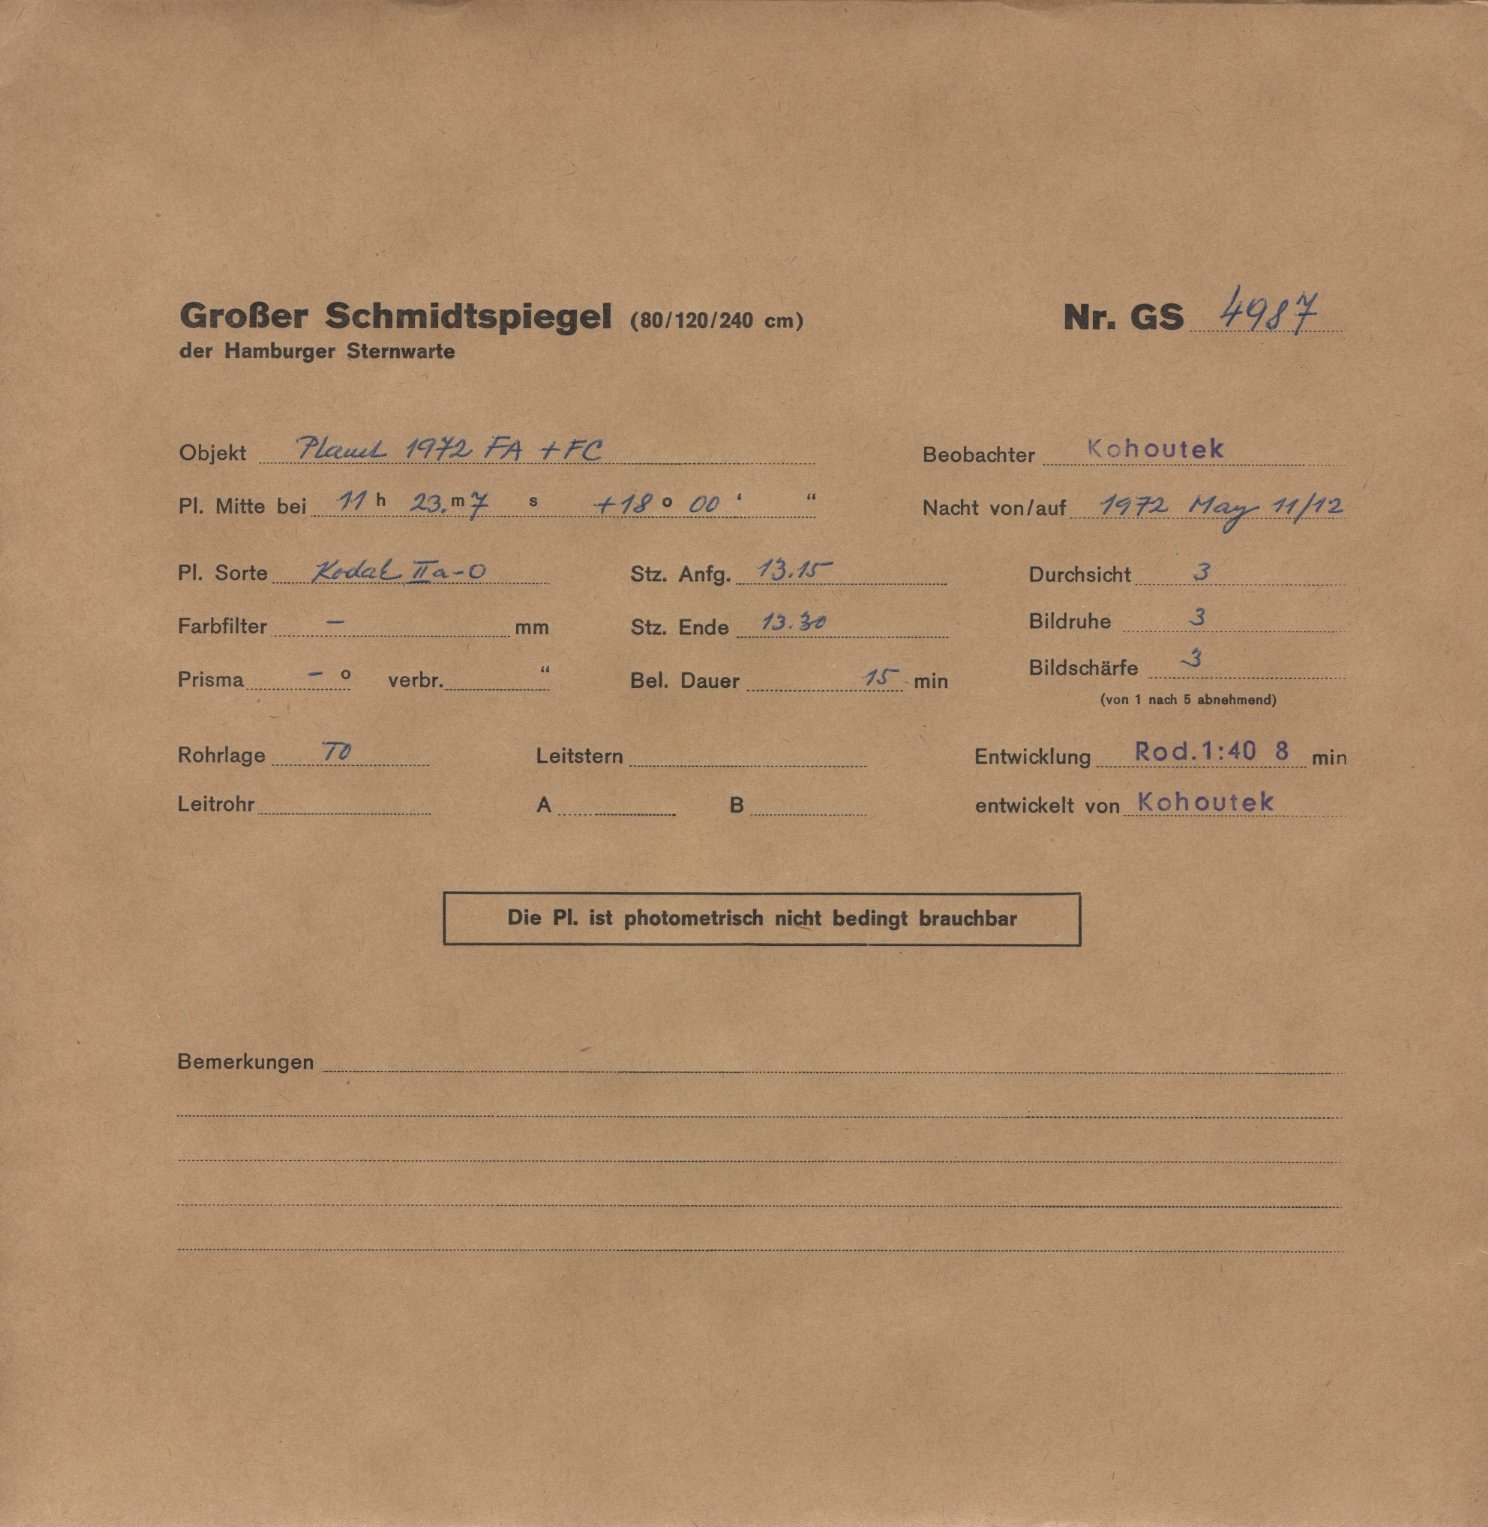 Großer Schmidtspiegel (80/120/240 cm) Nr. GS 4987
der Hamburger Sternwarte
Objekt Planet 1972 FA + FC Beobachter Kohoutek
Pl. Mitte bei 11 h 23. m 7 s +18 o 00 ‘ “ Nacht von/auf 1972 May 11/12
Pl. Sorte Kodak IIa-O Stz. Anfg. 13.15 Durchsicht 3
Farbfilter – mm Stz. Ende 13.30 Bildruhe 3
Prisma – o verbr. “ Bel. Dauer 15 min Bildschärfe 3
(von 1 nach 5 abnehmend)
Rohrlage TO Leitstern Entwicklung Rod.1:40 8 min
Leitrohr A B entwickelt von Kohoutek
Die Pl. ist photometrisch nicht bedingt brauchbar
Bemerkungen